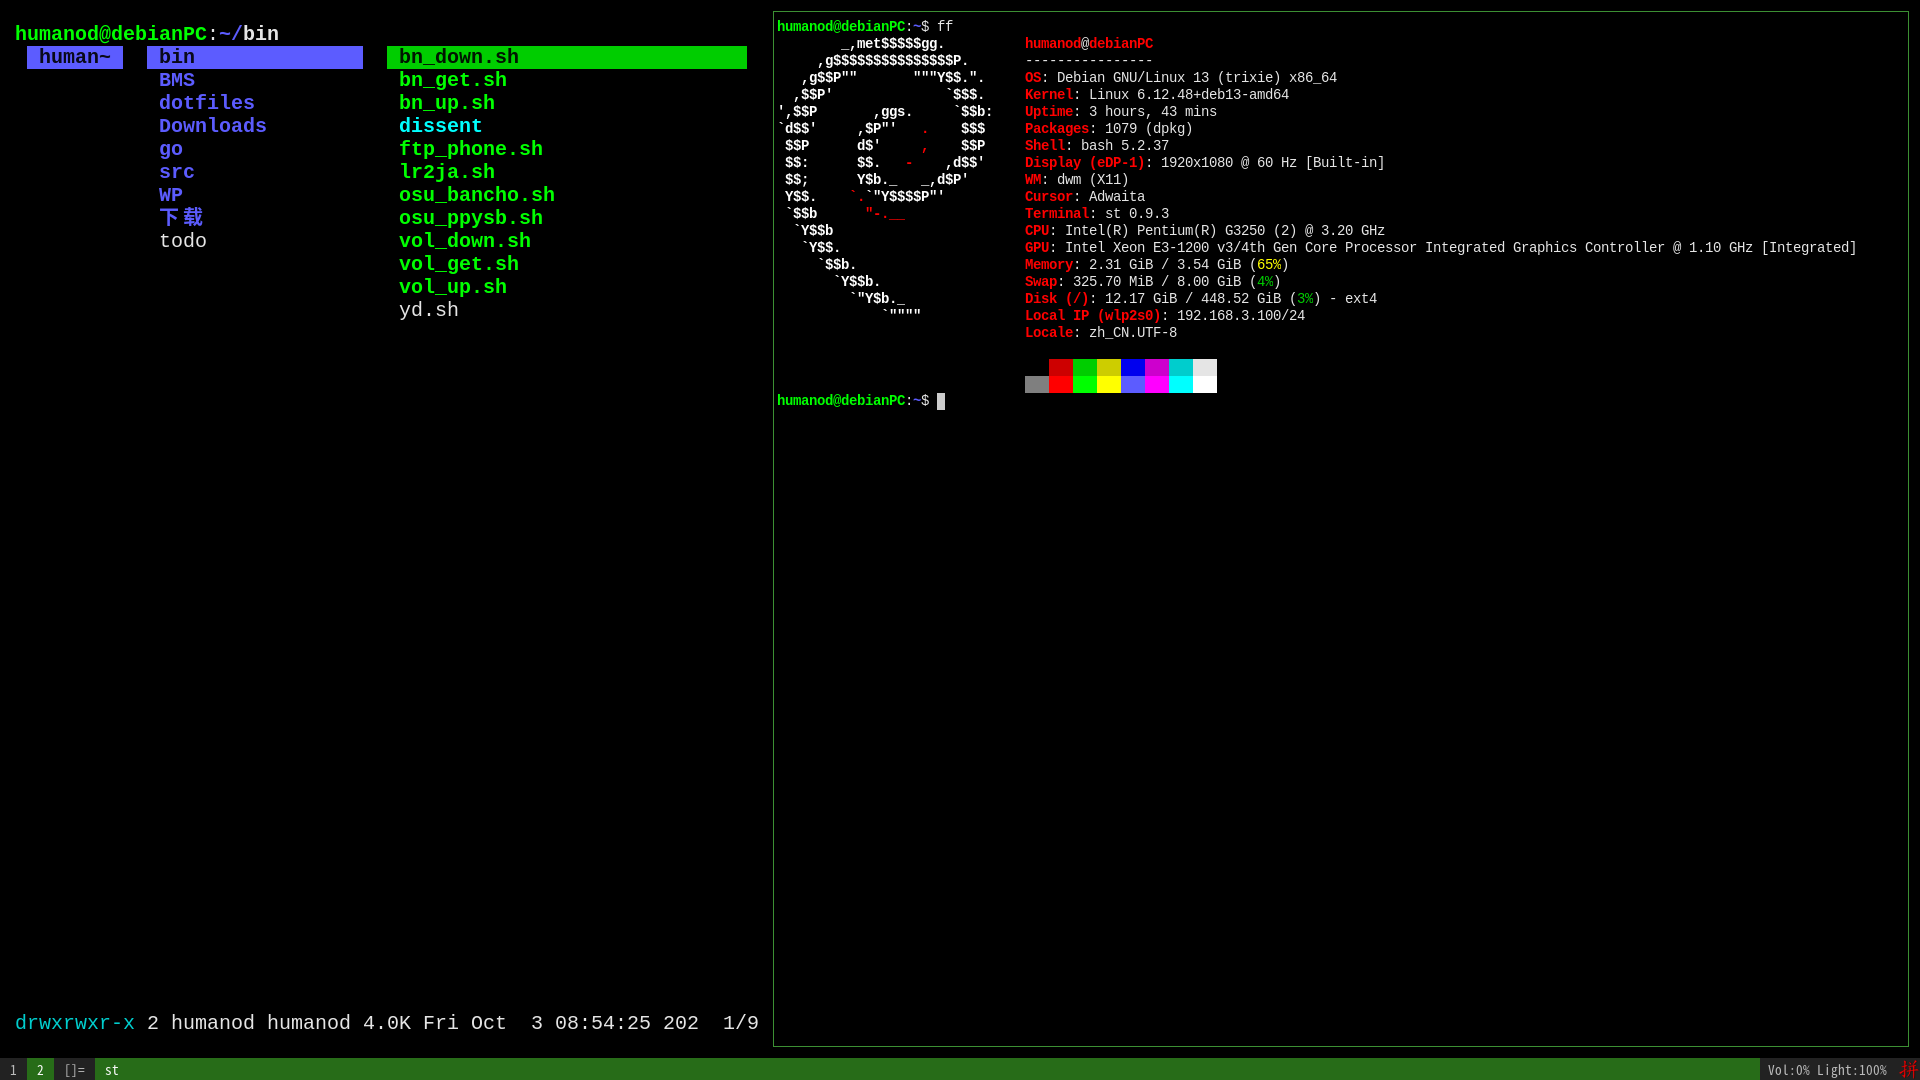 humanod@debianPC:~/bin
human~
bin
BMS
dotfiles
Downloads
go
src
WP
下载
todo
bn_down.sh
bn_get.sh
bn_up.sh
dissent
ftp_phone.sh
lr2ja.sh
osu_bancho.sh
osu_ppysb.sh
vol_down.sh
vol_get.sh
vol_up.sh
yd.sh
drwxrwxr-x 2 humanod humanod 4.0K Fri Oct  3 08:54:25 202  1/9
humanod@debianPC:~$ ff
        _,met$$$$$gg.
     ,g$$$$$$$$$$$$$$$P.
   ,g$$P""       """Y$$.".
  ,$$P'              `$$$.
',$$P       ,ggs.     `$$b:
`d$$'     ,$P"'   .    $$$
 $$P      d$'     ,    $$P
 $$:      $$.   -    ,d$$'
 $$;      Y$b._   _,d$P'
 Y$$.    `.`"Y$$$$P"'
 `$$b      "-.__
  `Y$$b
   `Y$$.
     `$$b.
       `Y$$b.
         `"Y$b._
             `""""
humanod@debianPC
----------------
OS: Debian GNU/Linux 13 (trixie) x86_64
Kernel: Linux 6.12.48+deb13-amd64
Uptime: 3 hours, 43 mins
Packages: 1079 (dpkg)
Shell: bash 5.2.37
Display (eDP-1): 1920x1080 @ 60 Hz [Built-in]
WM: dwm (X11)
Cursor: Adwaita
Terminal: st 0.9.3
CPU: Intel(R) Pentium(R) G3250 (2) @ 3.20 GHz
GPU: Intel Xeon E3-1200 v3/4th Gen Core Processor Integrated Graphics Controller @ 1.10 GHz [Integrated]
Memory: 2.31 GiB / 3.54 GiB (65%)
Swap: 325.70 MiB / 8.00 GiB (4%)
Disk (/): 12.17 GiB / 448.52 GiB (3%) - ext4
Local IP (wlp2s0): 192.168.3.100/24
Locale: zh_CN.UTF-8
humanod@debianPC:~$
1 2 []= st
Vol:0% Light:100% 拼